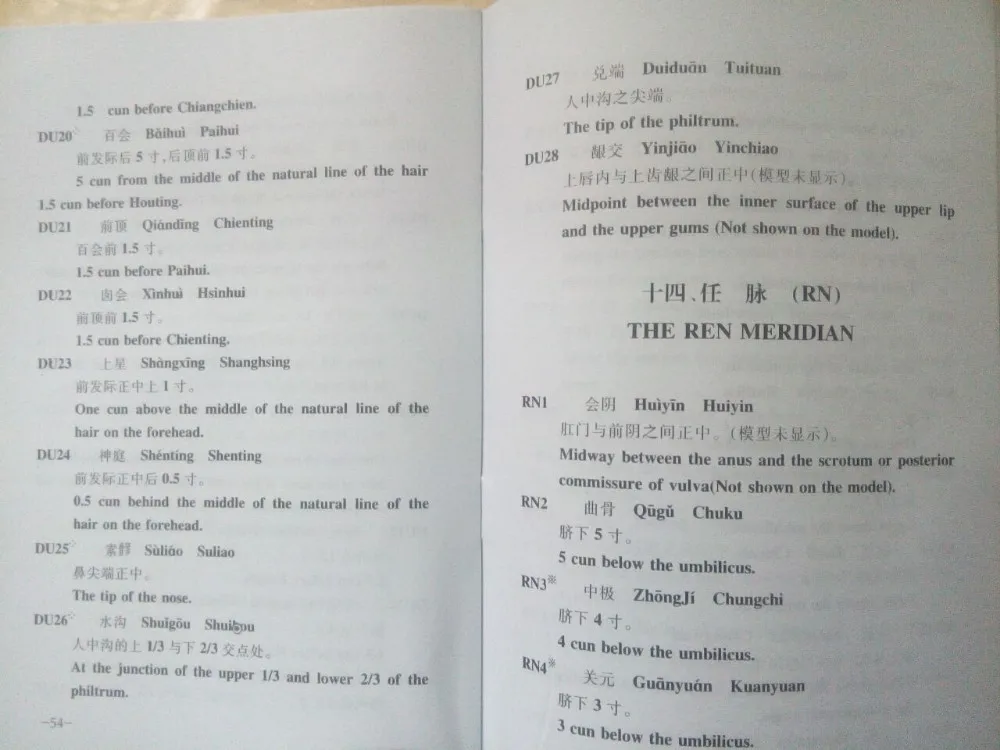 1.5 cun before Chiangchien.
DU20※ 百会 Bǎihuì Paihui
前发际后 5 寸,后顶前 1.5 寸。
5 cun from the middle of the natural line of the hair
1.5 cun before Houting.
DU21 前顶 Qiándǐng Chienting
百会前 1.5 寸。
1.5 cun before Paihui.
DU22 囟会 Xìnhuì Hsinhui
前顶前 1.5 寸。
1.5 cun before Chienting.
DU23 上星 Shàngxīng Shanghsing
前发际正中上 1 寸。
One cun above the middle of the natural line of the
hair on the forehead.
DU24 神庭 Shéntíng Shenting
前发际正中后 0.5 寸。
0.5 cun behind the middle of the natural line of the
hair on the forehead.
DU25※ 素髎 Sùliáo Suliao
鼻尖端正中。
The tip of the nose.
DU26※ 水沟 Shuǐgōu
人中沟的上 1/3 与下 2/3 交点处。
At the junction of the upper 1/3 and lower 2/3 of the
philtrum.
-54-
DU27 兑端 Duiduān Tuituan
人中沟之尖端。
The tip of the philtrum.
DU28 龈交 Yinjiāo Yinchiao
上唇内与上齿龈之间正中(模型未显示)。
Midpoint between the inner surface of the upper lip
and the upper gums (Not shown on the model).
十四、任 脉 (RN)
THE REN MERIDIAN
RN1 会阴 Huìyīn Huiyin
肛门与前阴之间正中。(模型未显示)。
Midway between the anus and the scrotum or posterior
commissure of vulva(Not shown on the model).
RN2 曲骨 Qūgǔ Chuku
脐下 5 寸。
5 cun below the umbilicus.
RN3※ 中极 ZhōngJí Chungchi
脐下 4 寸。
4 cun below the umbilicus.
RN4※ 关元 Guānyuán Kuanyuan
脐下 3 寸。
3 cun below the umbilicus.